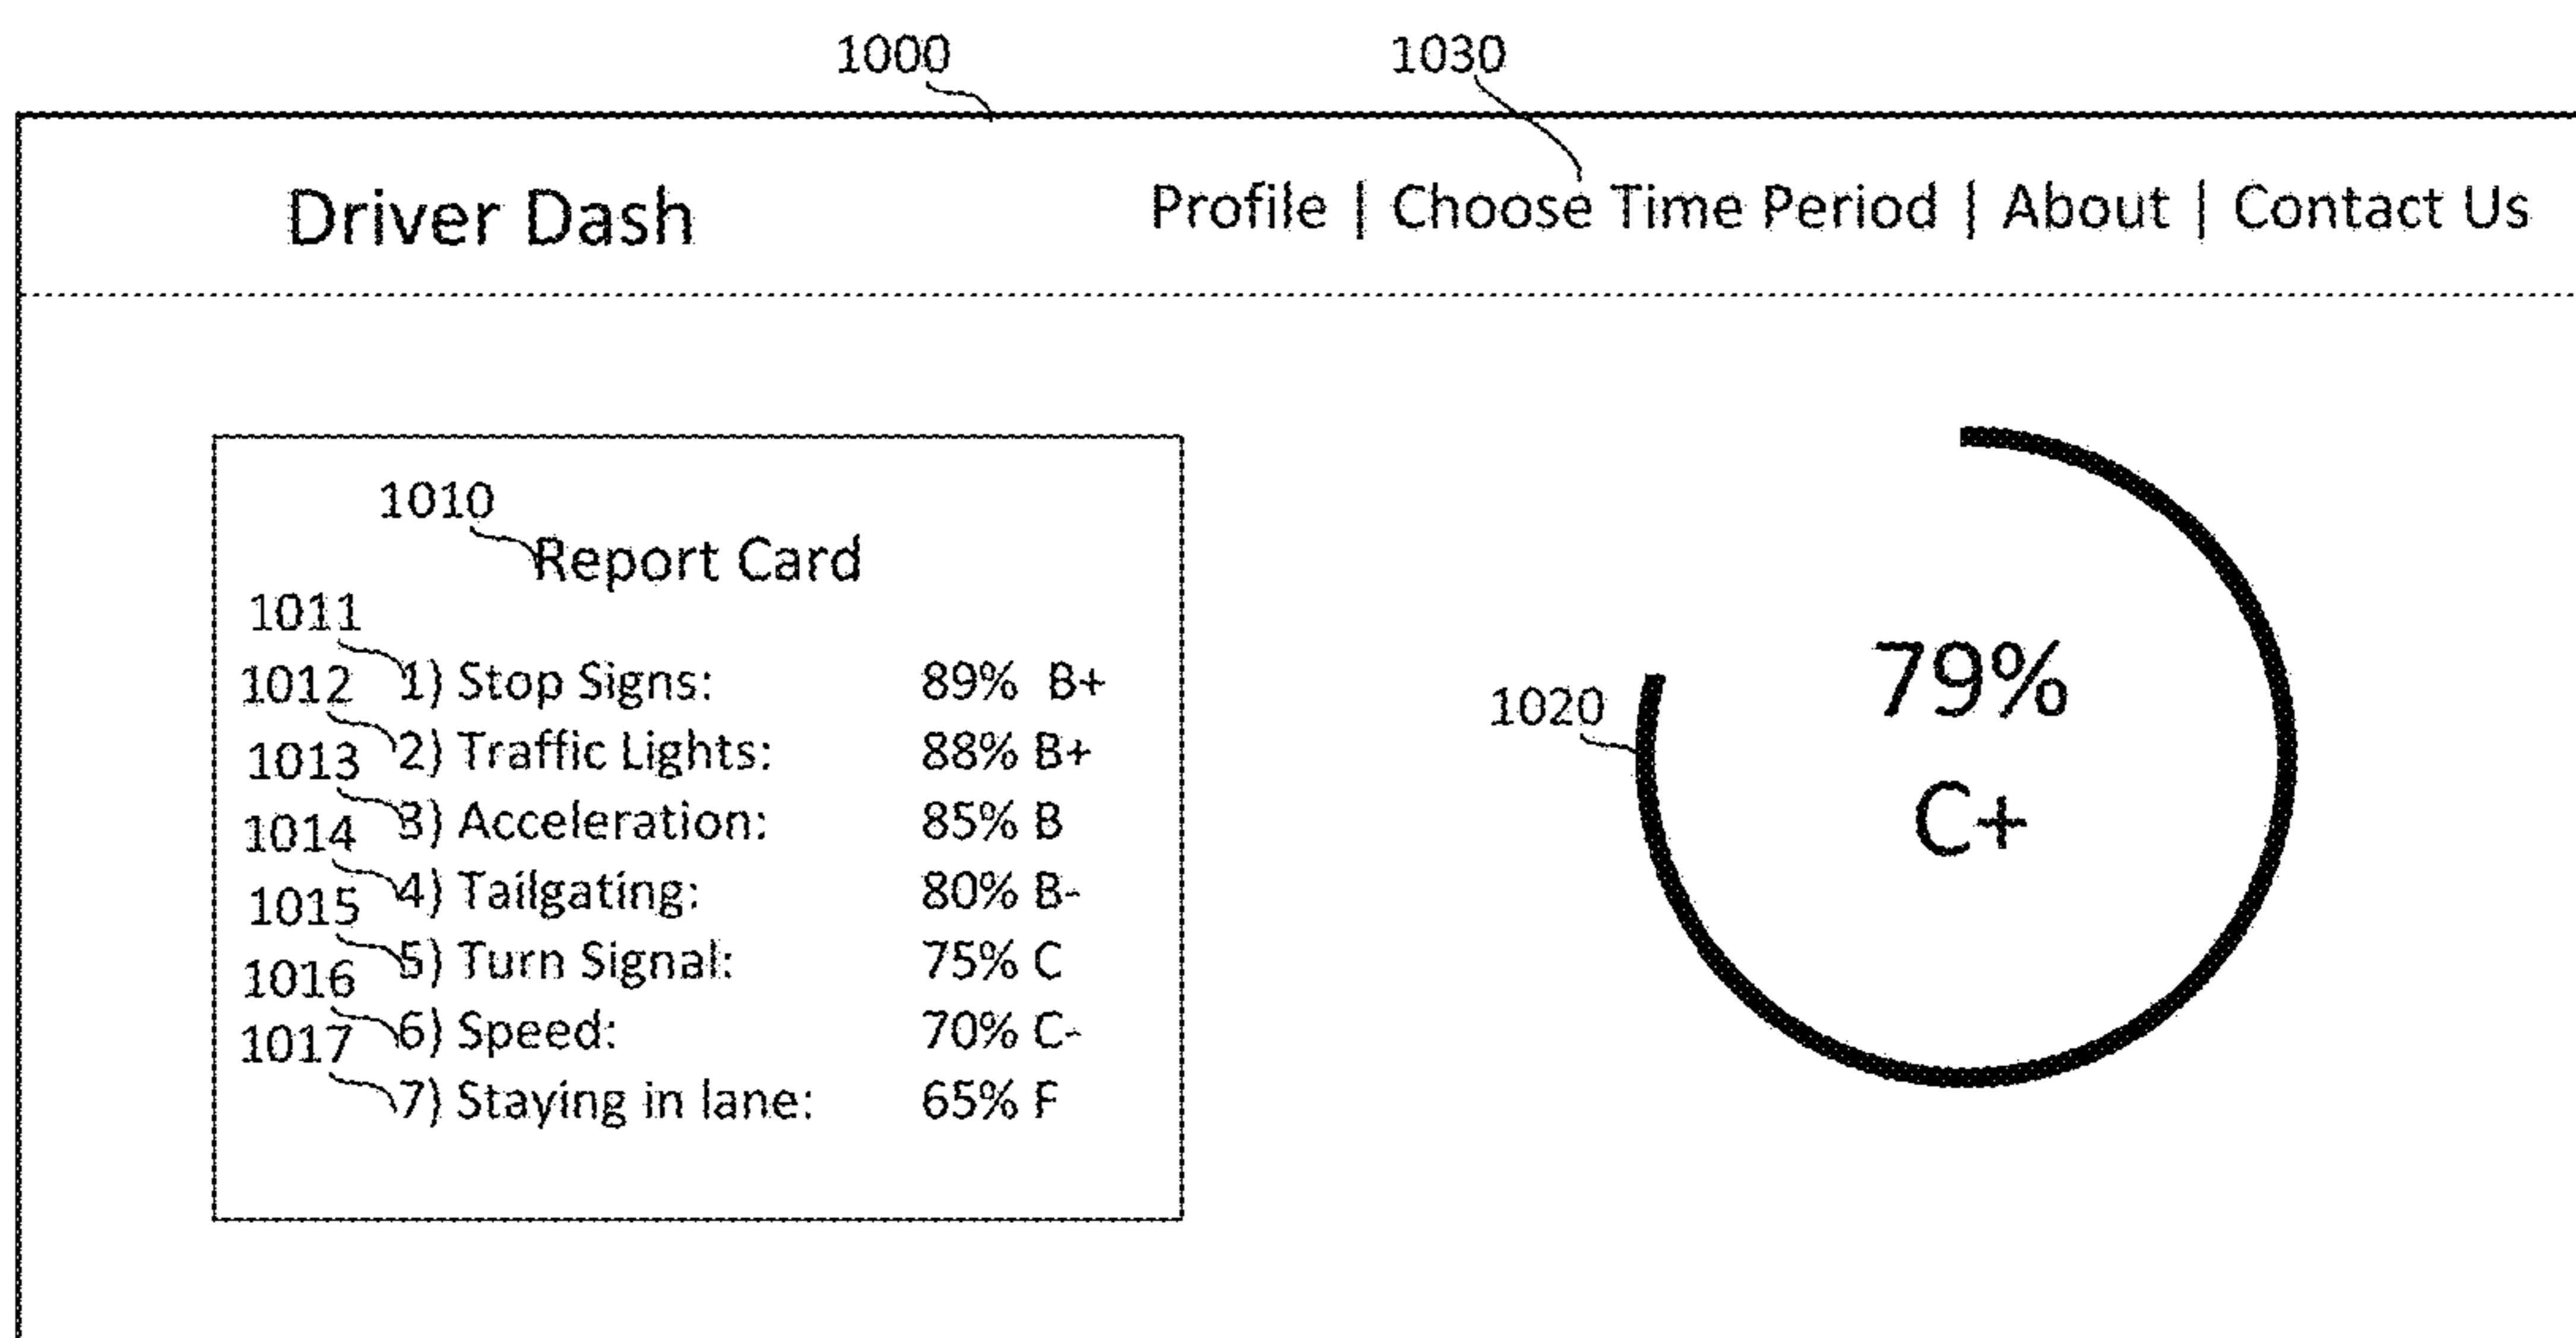 1000 1030
Driver Dash Profile | Choose Time Period | About | Contact Us
1010
Report Card
1011
1) Stop Signs: 89% B+
1012
2) Traffic Lights: 88% B+
1013
3) Acceleration: 85% B
1014
4) Tailgating: 80% B-
1015
5) Turn Signal: 75% C
1016
6) Speed: 70% C-
1017
7) Staying in lane: 65% F
1020
79%
C+